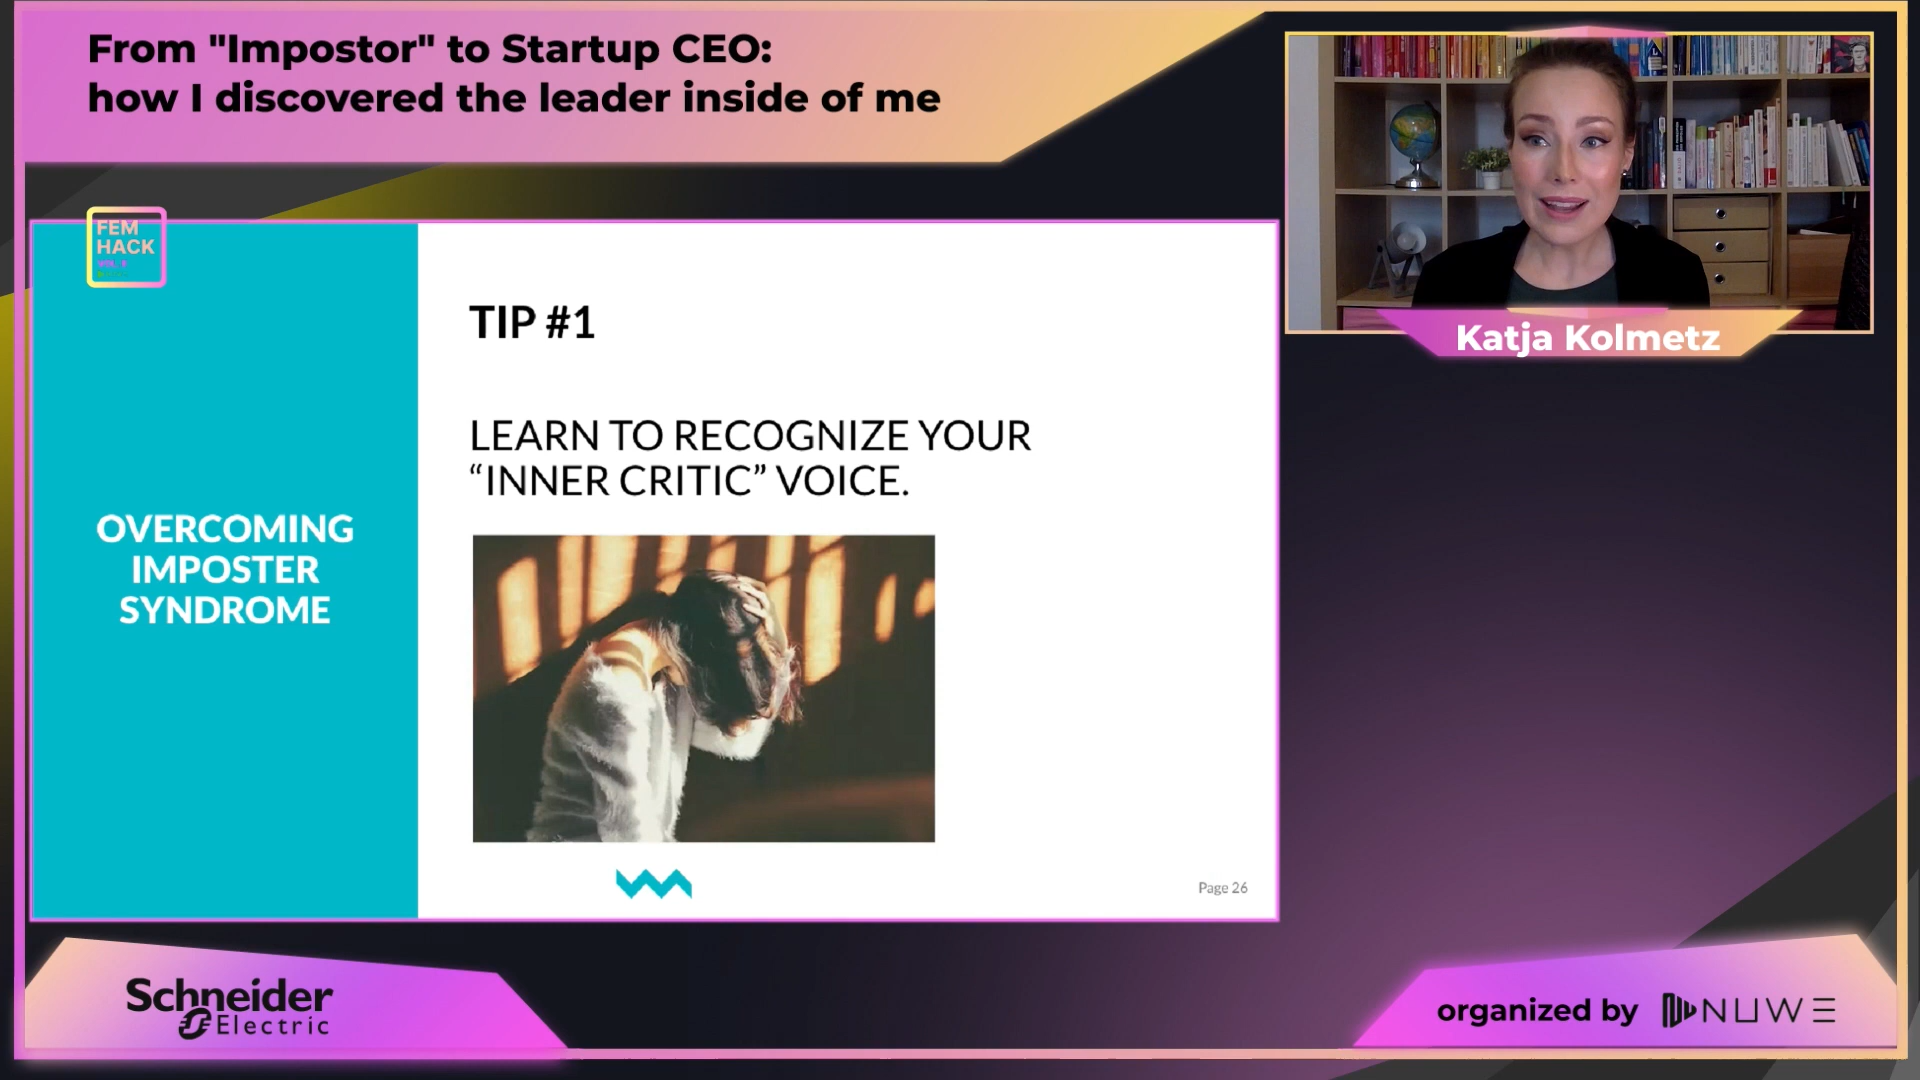 From "Impostor" to Startup CEO:
how I discovered the leader inside of me
FEM
HACK
TIP #1
LEARN TO RECOGNIZE YOUR
“INNER CRITIC” VOICE.
OVERCOMING
IMPOSTER
SYNDROME
Page 26
Katja Kolmetz
Schneider
Electric
organized by NUWE